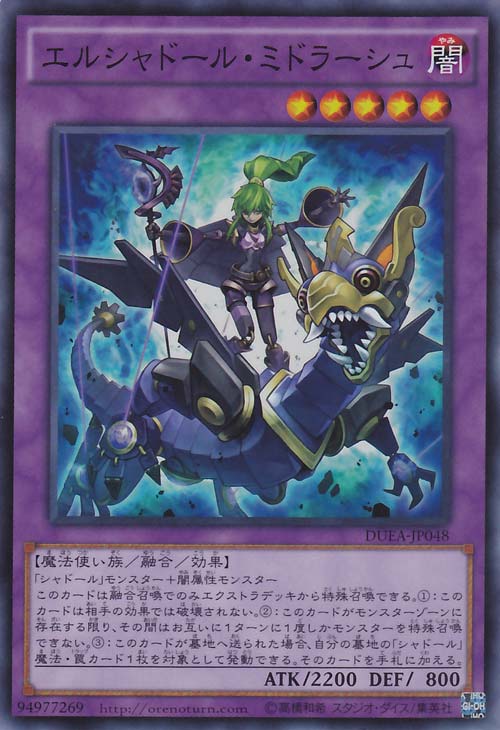 エルシャドール・ミドラーシュ
やみ
闇
DUEA-JP048
【魔法使い族／融合／効果】
「シャドール」モンスター＋闇属性モンスター
このカードは融合召喚でのみエクストラデッキから特殊召喚できる。①：この
カードは相手の効果では破壊されない。②：このカードがモンスターゾーンに
存在する限り、その間はお互いに１ターンに１度しかモンスターを特殊召喚
できない。③：このカードが墓地へ送られた場合、自分の墓地の「シャドール」
魔法・罠カード１枚を対象として発動できる。そのカードを手札に加える。
ATK/2200 DEF/ 800
94977269 http://orenoturn.com/ ©高橋和希 スタジオ・ダイス/集英社